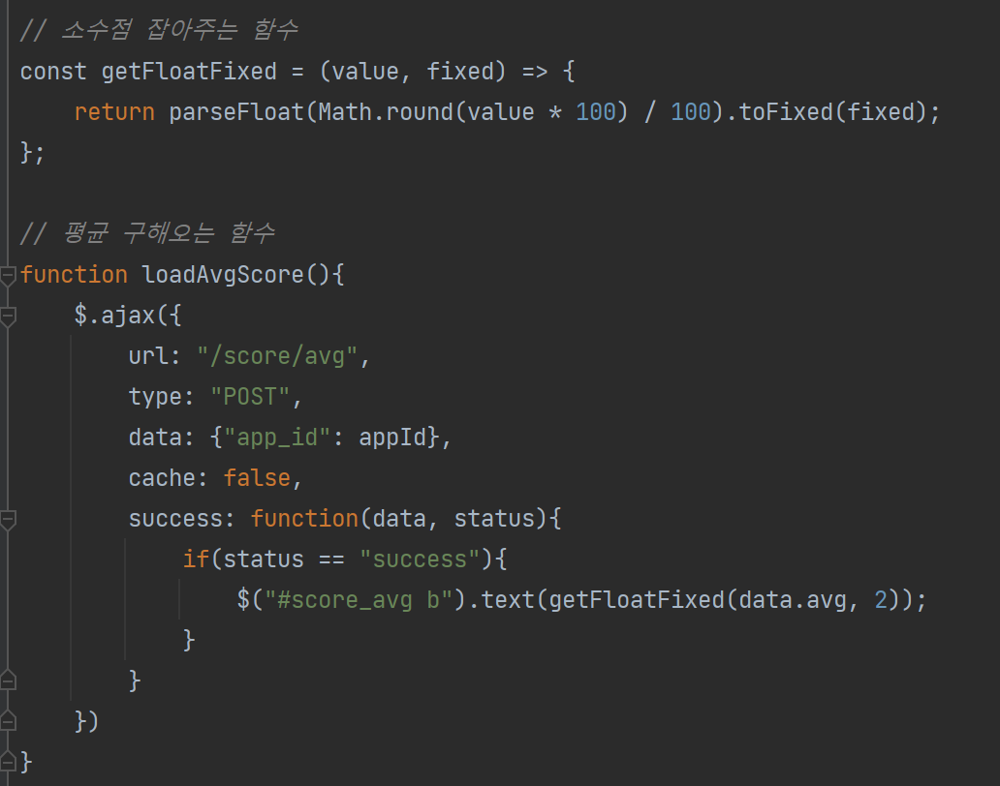 // 소수점 잡아주는 함수
const getFloatFixed = (value, fixed) => {
    return parseFloat(Math.round(value * 100) / 100).toFixed(fixed);
};

// 평균 구해오는 함수
function loadAvgScore(){
    $.ajax({
        url: "/score/avg",
        type: "POST",
        data: {"app_id": appId},
        cache: false,
        success: function(data, status){
            if(status == "success"){
                $("#score_avg b").text(getFloatFixed(data.avg, 2));
            }
        }
    })
}